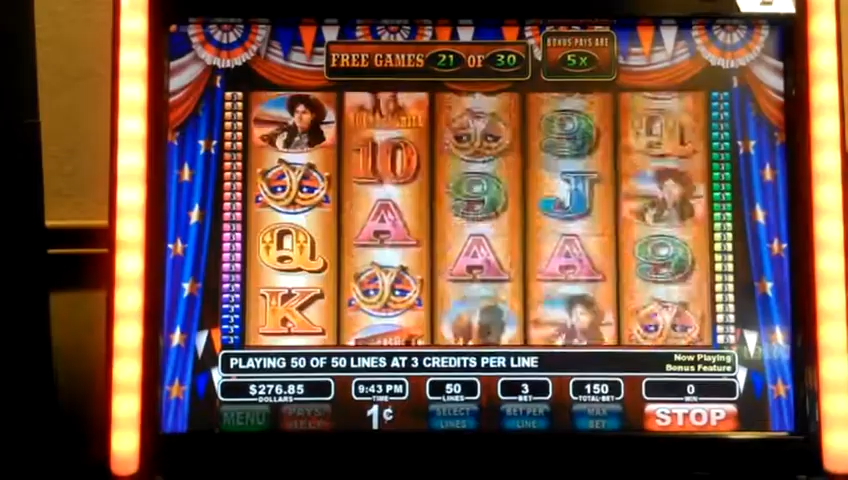 FREE GAMES 21 OF 30
BONUS PAYS ARE
5x
10
9
9
J
A
Q
A
A
9
K
PLAYING 50 OF 50 LINES AT 3 CREDITS PER LINE
Now Playing
Bonus Feature
$276.85
DOLLARS
9:43 PM
TIME
50
LINES
3
BET
150
TOTAL BET
0
WIN
MENU
PAYS
HELP
1¢
SELECT
LINES
BET PER
LINE
MAX
BET
STOP